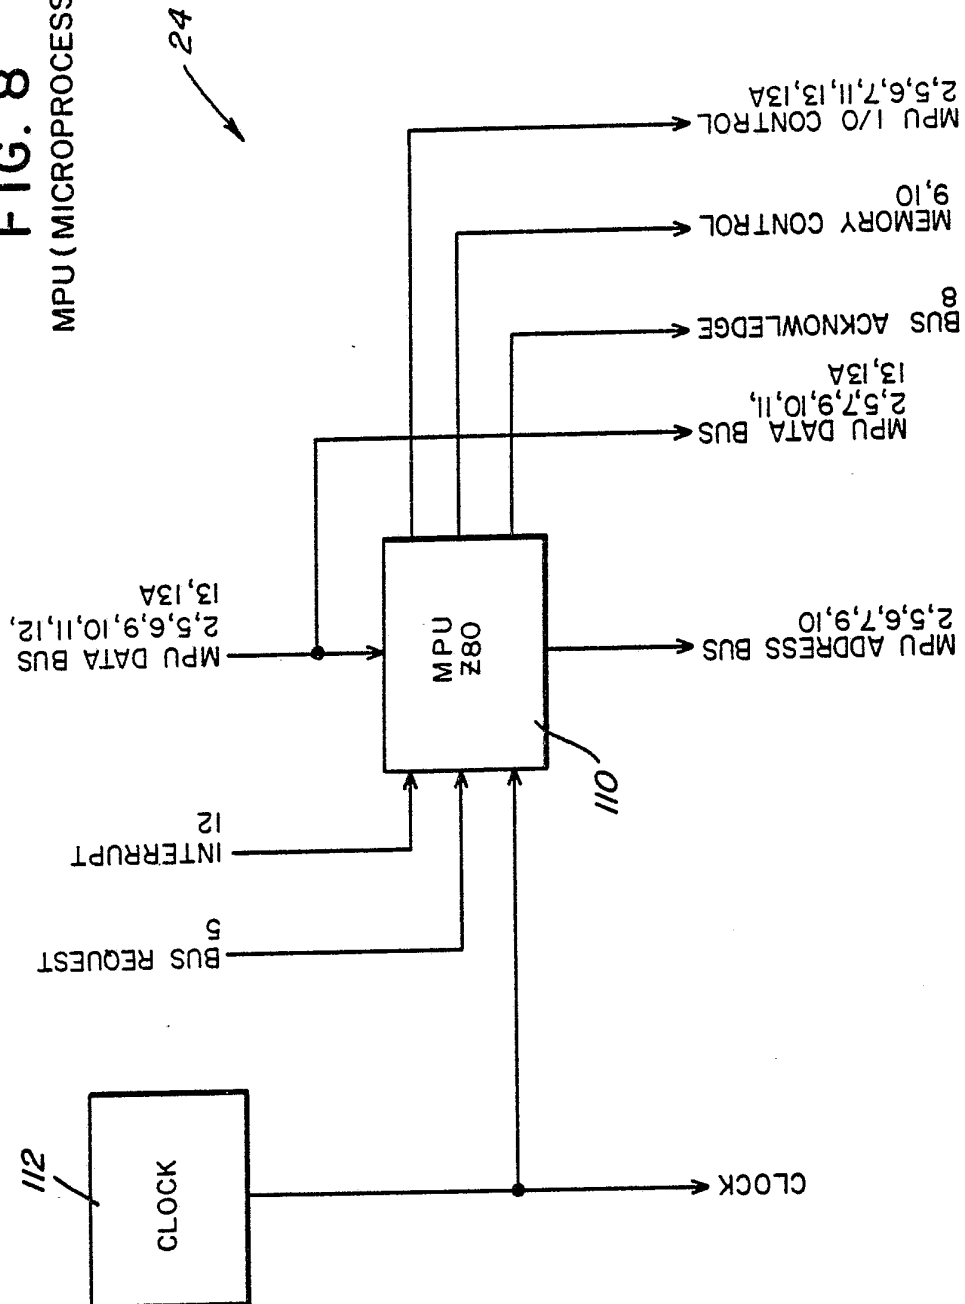 FIG. 8
MPU (MICROPROCESS
24
MPU I/O CONTROL
2,5,6,7,11,13,13A
MEMORY CONTROL
9,10
BUS ACKNOWLEDGE
8
MPU DATA BUS
2,5,7,9,10,11,
13,13A
MPU DATA BUS
2,5,6,9,10,11,12,
13,13A
MPU
Z80
110
MPU ADDRESS BUS
2,5,6,7,9,10
INTERRUPT
12
BUS REQUEST
5
112
CLOCK
CLOCK